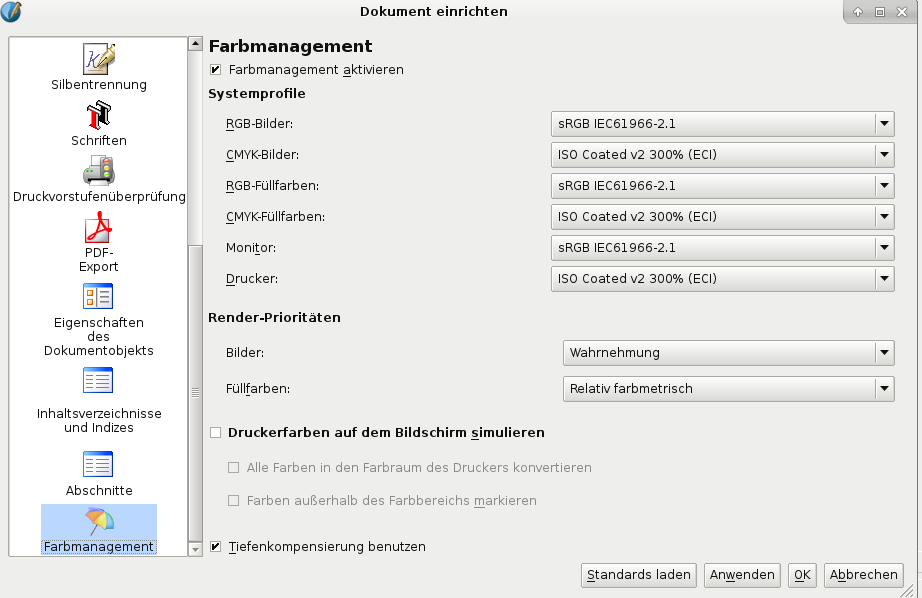 Dokument einrichten
Silbentrennung
Schriften
Druckvorstufenüberprüfung
PDF-
Export
Eigenschaften
des
Dokumentobjekts
Inhaltsverzeichnisse
und Indizes
Abschnitte
Farbmanagement
Farbmanagement
Farbmanagement aktivieren
Systemprofile
RGB-Bilder: sRGB IEC61966-2.1
CMYK-Bilder: ISO Coated v2 300% (ECI)
RGB-Füllfarben: sRGB IEC61966-2.1
CMYK-Füllfarben: ISO Coated v2 300% (ECI)
Monitor: sRGB IEC61966-2.1
Drucker: ISO Coated v2 300% (ECI)
Render-Prioritäten
Bilder: Wahrnehmung
Füllfarben: Relativ farbmetrisch
Druckerfarben auf dem Bildschirm simulieren
Alle Farben in den Farbraum des Druckers konvertieren
Farben außerhalb des Farbbereichs markieren
Tiefenkompensierung benutzen
Standards laden Anwenden OK Abbrechen